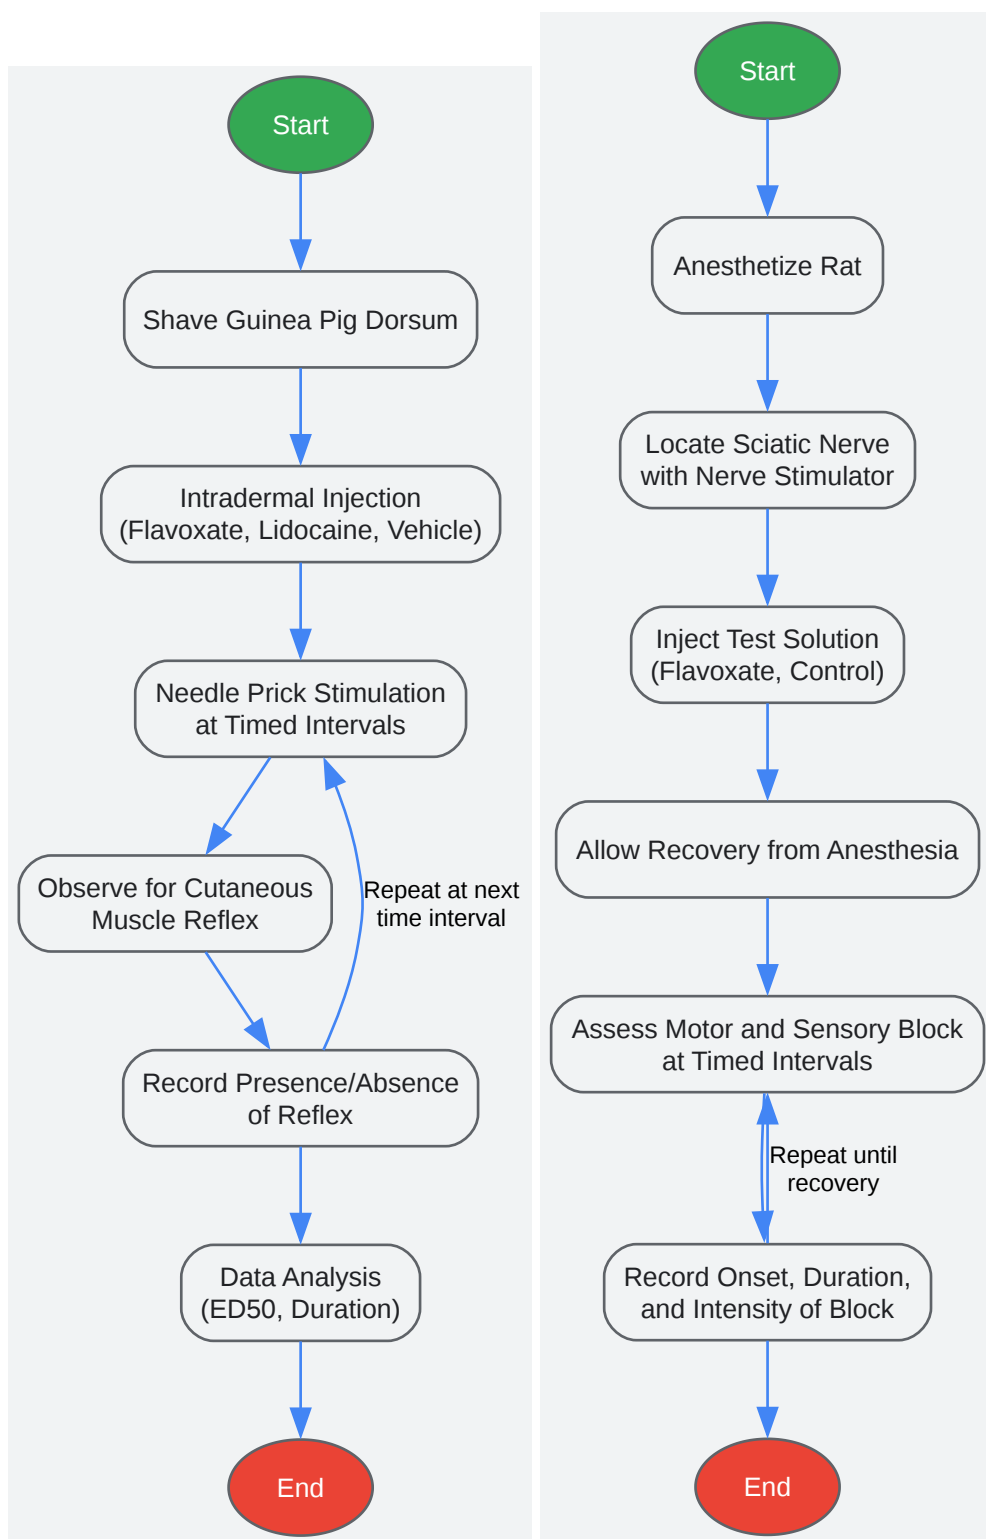 Start
Shave Guinea Pig Dorsum
Intradermal Injection
(Flavoxate, Lidocaine, Vehicle)
Needle Prick Stimulation
at Timed Intervals
Observe for Cutaneous
Muscle Reflex
Repeat at next
time interval
Record Presence/Absence
of Reflex
Data Analysis
(ED50, Duration)
End
Start
Anesthetize Rat
Locate Sciatic Nerve
with Nerve Stimulator
Inject Test Solution
(Flavoxate, Control)
Allow Recovery from Anesthesia
Assess Motor and Sensory Block
at Timed Intervals
Repeat until
recovery
Record Onset, Duration,
and Intensity of Block
End